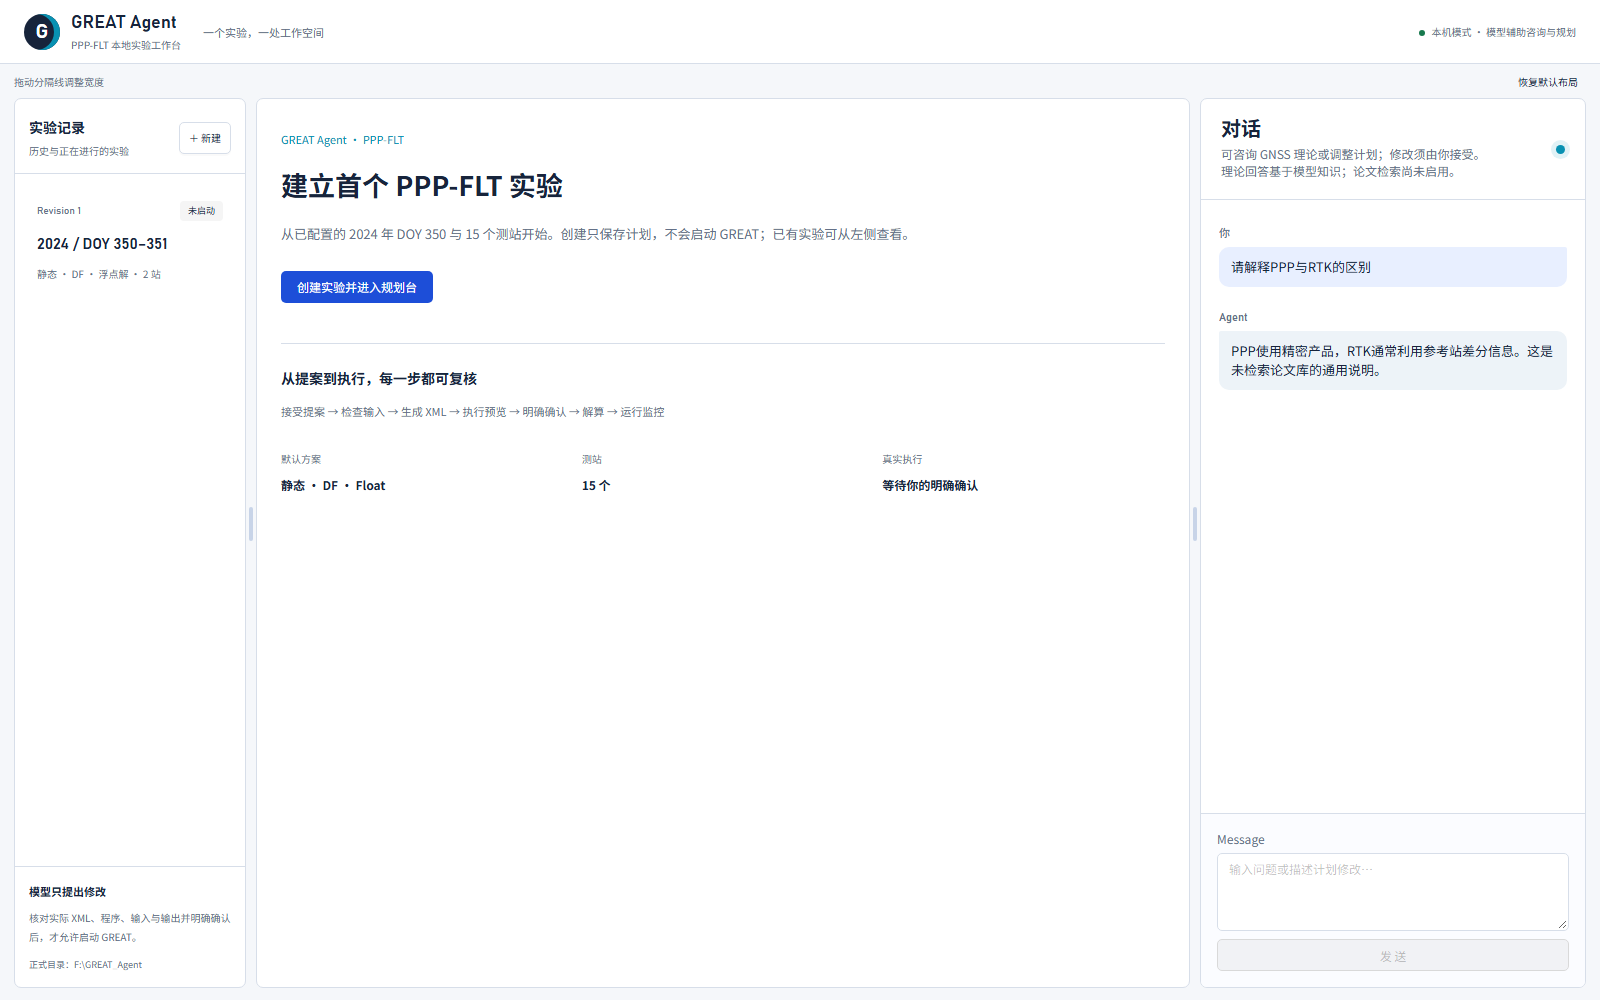 G
GREAT Agent
PPP-FLT 本地实验工作台
一个实验，一处工作空间
本机模式 · 模型辅助咨询与规划
拖动分隔线调整宽度
恢复默认布局
实验记录
历史与正在进行的实验
+ 新建
Revision 1
未启动
2024 / DOY 350–351
静态 · DF · 浮点解 · 2 站
模型只提出修改
核对实际 XML、程序、输入与输出并明确确认
后，才允许启动 GREAT。
正式目录：F:\GREAT_Agent
GREAT Agent · PPP-FLT
建立首个 PPP-FLT 实验
从已配置的 2024 年 DOY 350 与 15 个测站开始。创建只保存计划，不会启动 GREAT；已有实验可从左侧查看。
创建实验并进入规划台
从提案到执行，每一步都可复核
接受提案 → 检查输入 → 生成 XML → 执行预览 → 明确确认 → 解算 → 运行监控
默认方案
静态 · DF · Float
测站
15 个
真实执行
等待你的明确确认
对话
可咨询 GNSS 理论或调整计划；修改须由你接受。
理论回答基于模型知识；论文检索尚未启用。
你
请解释PPP与RTK的区别
Agent
PPP使用精密产品，RTK通常利用参考站差分信息。这是
未检索论文库的通用说明。
Message
输入问题或描述计划修改…
发 送